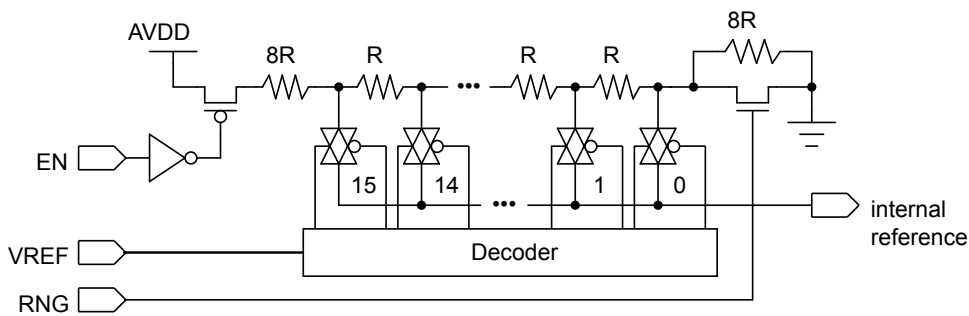 8R
AVDD
8R
R
R
R
EN
15
14
1
0
internal
reference
VREF
Decoder
RNG